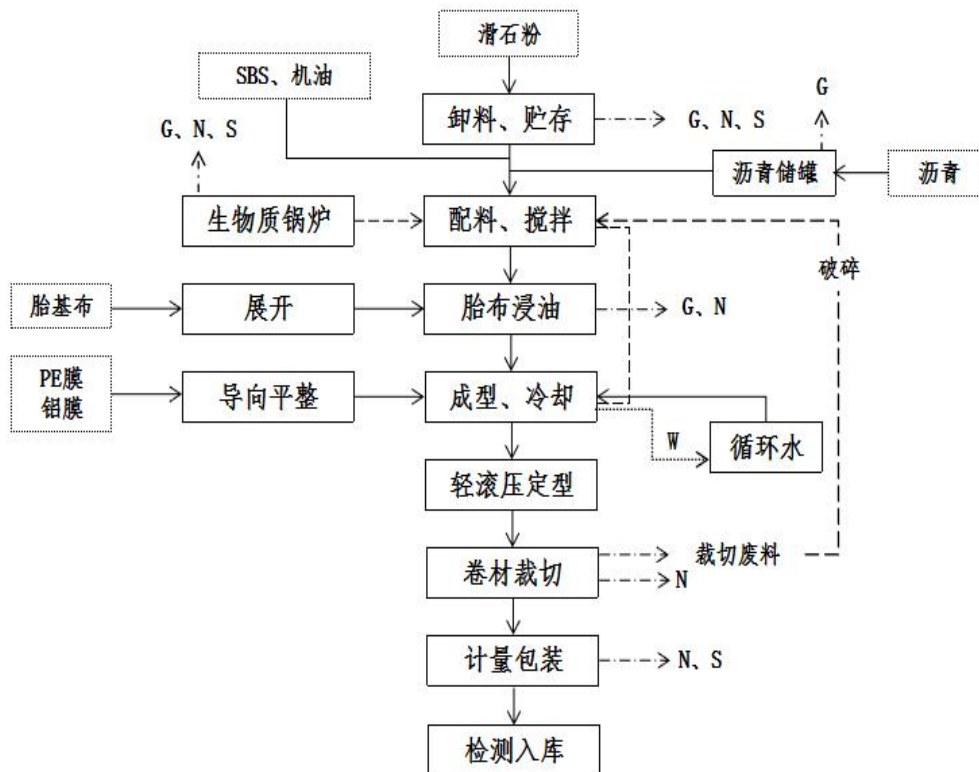 滑石粉
SBS、机油
G
G、N、S
卸料、贮存
G、N、S
沥青储罐
沥青
生物质锅炉
配料、搅拌
破碎
胎基布
展开
胎布浸油
G、N
PE膜
铝膜
导向平整
成型、冷却
W
循环水
轻滚压定型
卷材裁切
裁切废料
N
计量包装
N、S
检测入库